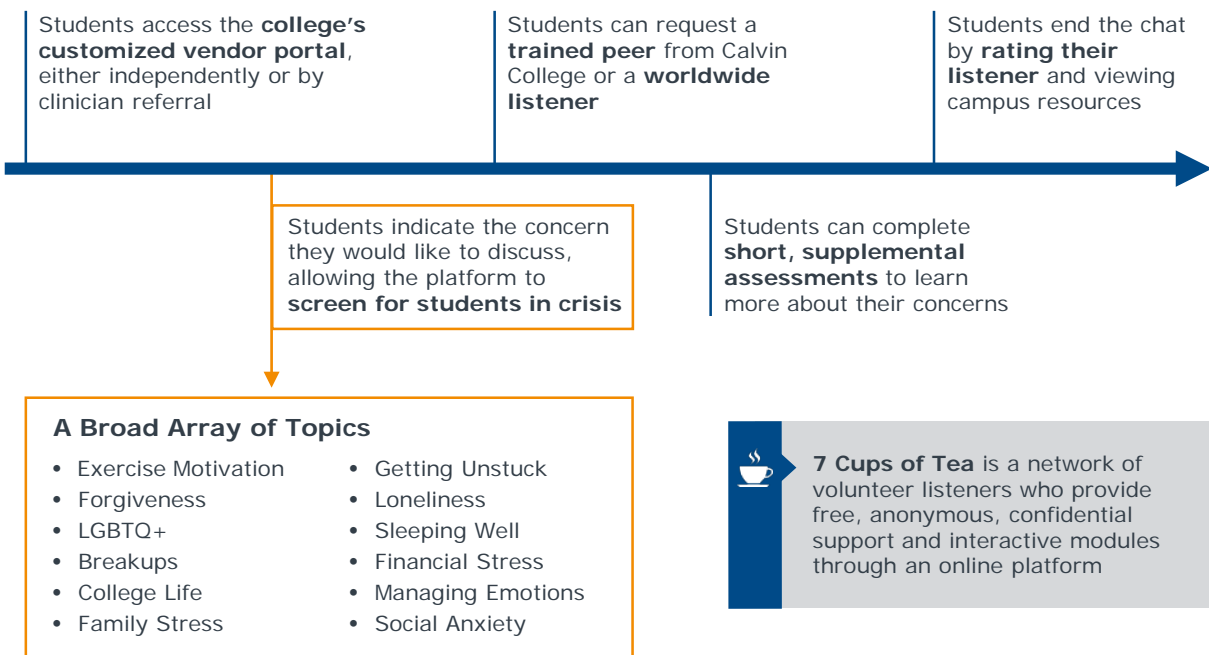 Students access the college's
customized vendor portal,
either independently or by
clinician referral
Students can request a
trained peer from Calvin
College or a worldwide
listener
Students end the chat
by rating their
listener and viewing
campus resources
Students indicate the concern
they would like to discuss,
allowing the platform to
screen for students in crisis
Students can complete
short, supplemental
assessments to learn
more about their concerns
A Broad Array of Topics
• Exercise Motivation
• Forgiveness
• LGBTQ+
• Breakups
• College Life
• Family Stress
• Getting Unstuck
• Loneliness
• Sleeping Well
• Financial Stress
• Managing Emotions
• Social Anxiety
7 Cups of Tea is a network of
volunteer listeners who provide
free, anonymous, confidential
support and interactive modules
through an online platform